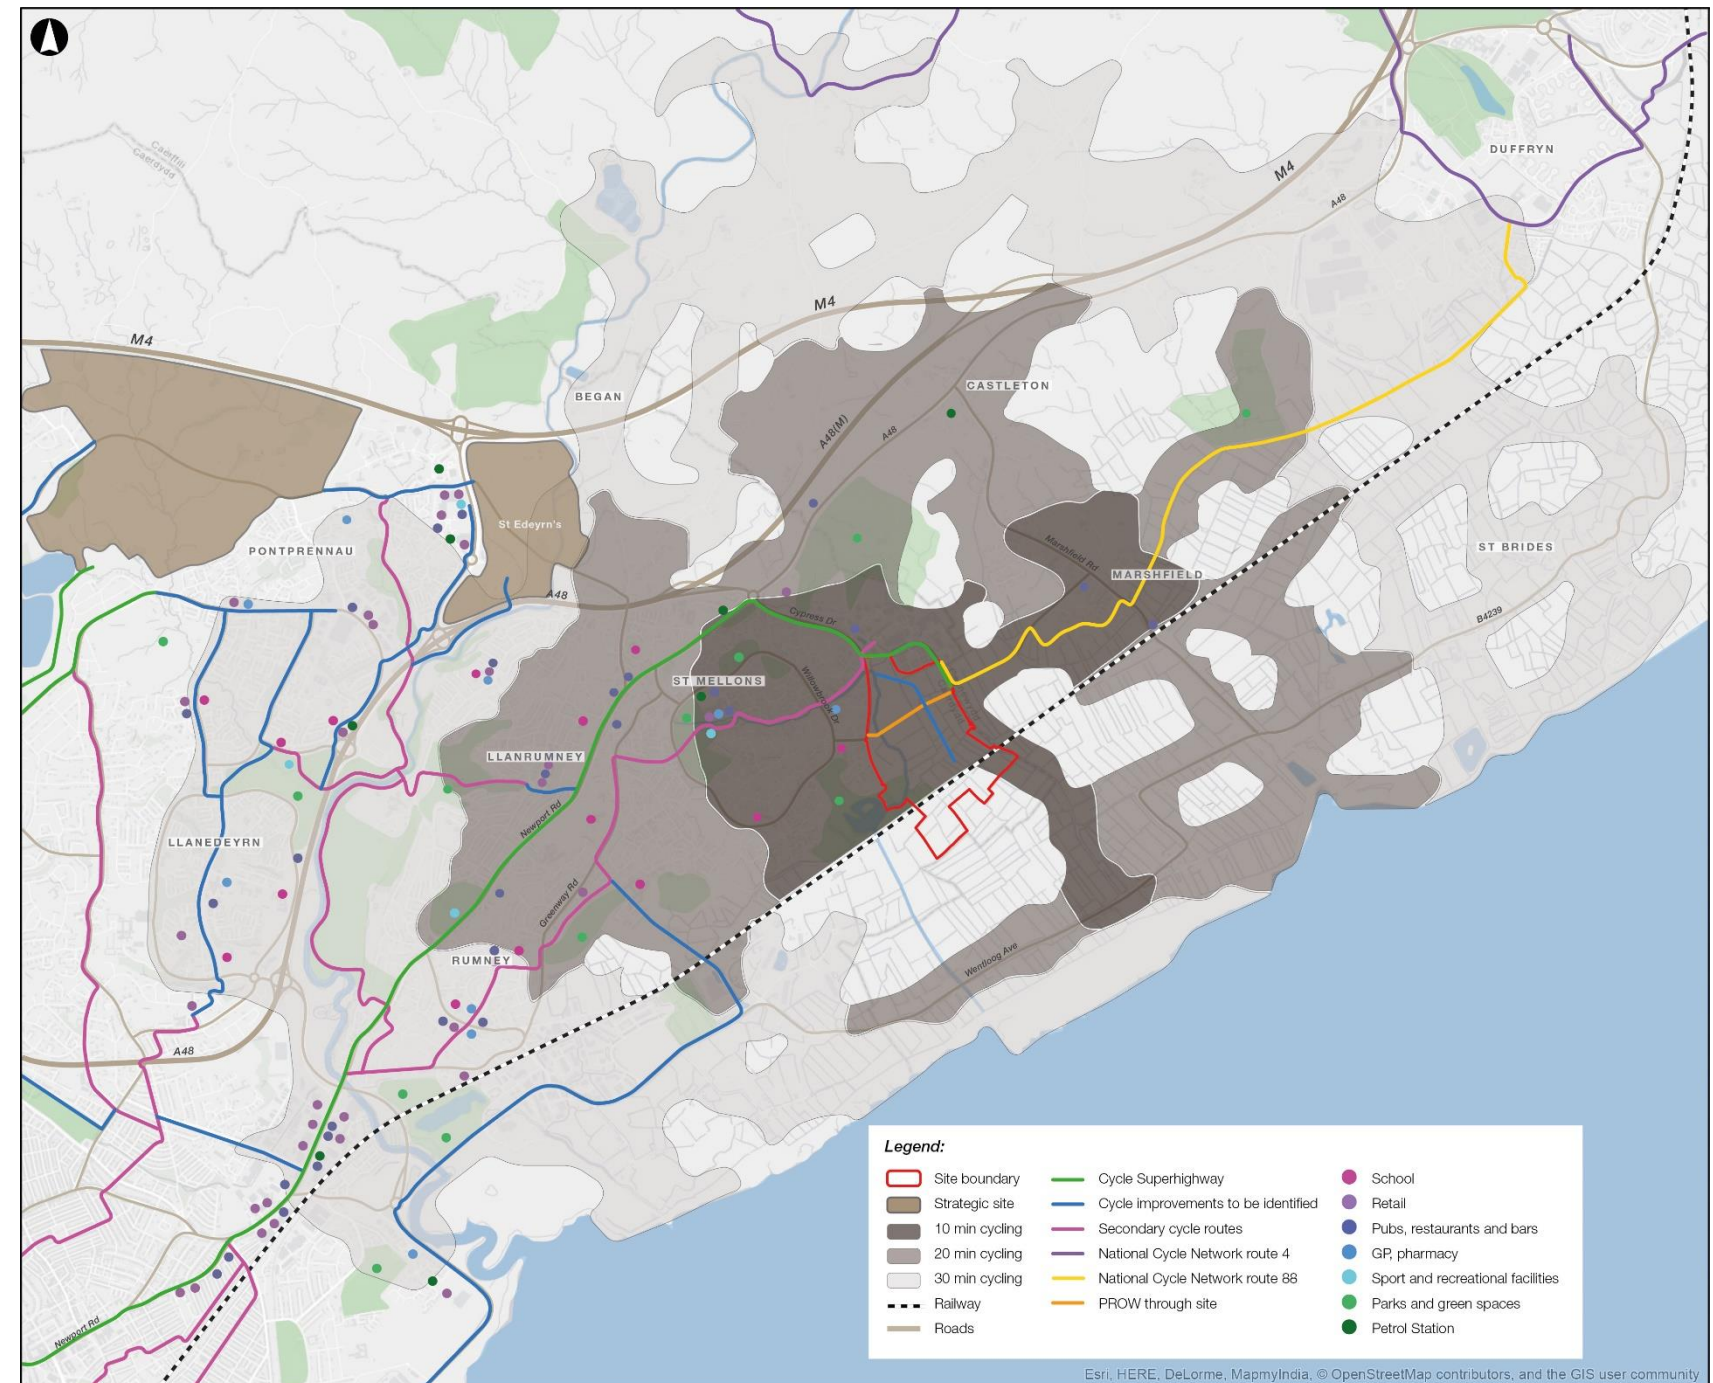 Caerffili
Caerdydd
M4
A48
DUFFRYN
M4
M4
BEGAN
CASTLETON
A48(M)
A48
St Edeyrn's
PONTPRENNAU
Marshfield Rd
MARSHFIELD
ST BRIDES
A48
Cypress Dr
B4239
ST MELLONS
Willowbrook Dr
LLANRUMNEY
Newport Rd
LLANEDEYRN
Greenway Rd
RUMNEY
Wentloog Ave
A48
Newport Rd
Legend:
Site boundary
Strategic site
10 min cycling
20 min cycling
30 min cycling
Railway
Roads
Cycle Superhighway
Cycle improvements to be identified
Secondary cycle routes
National Cycle Network route 4
National Cycle Network route 88
PROW through site
School
Retail
Pubs, restaurants and bars
GP, pharmacy
Sport and recreational facilities
Parks and green spaces
Petrol Station
Esri, HERE, DeLorme, MapmyIndia, © OpenStreetMap contributors, and the GIS user community